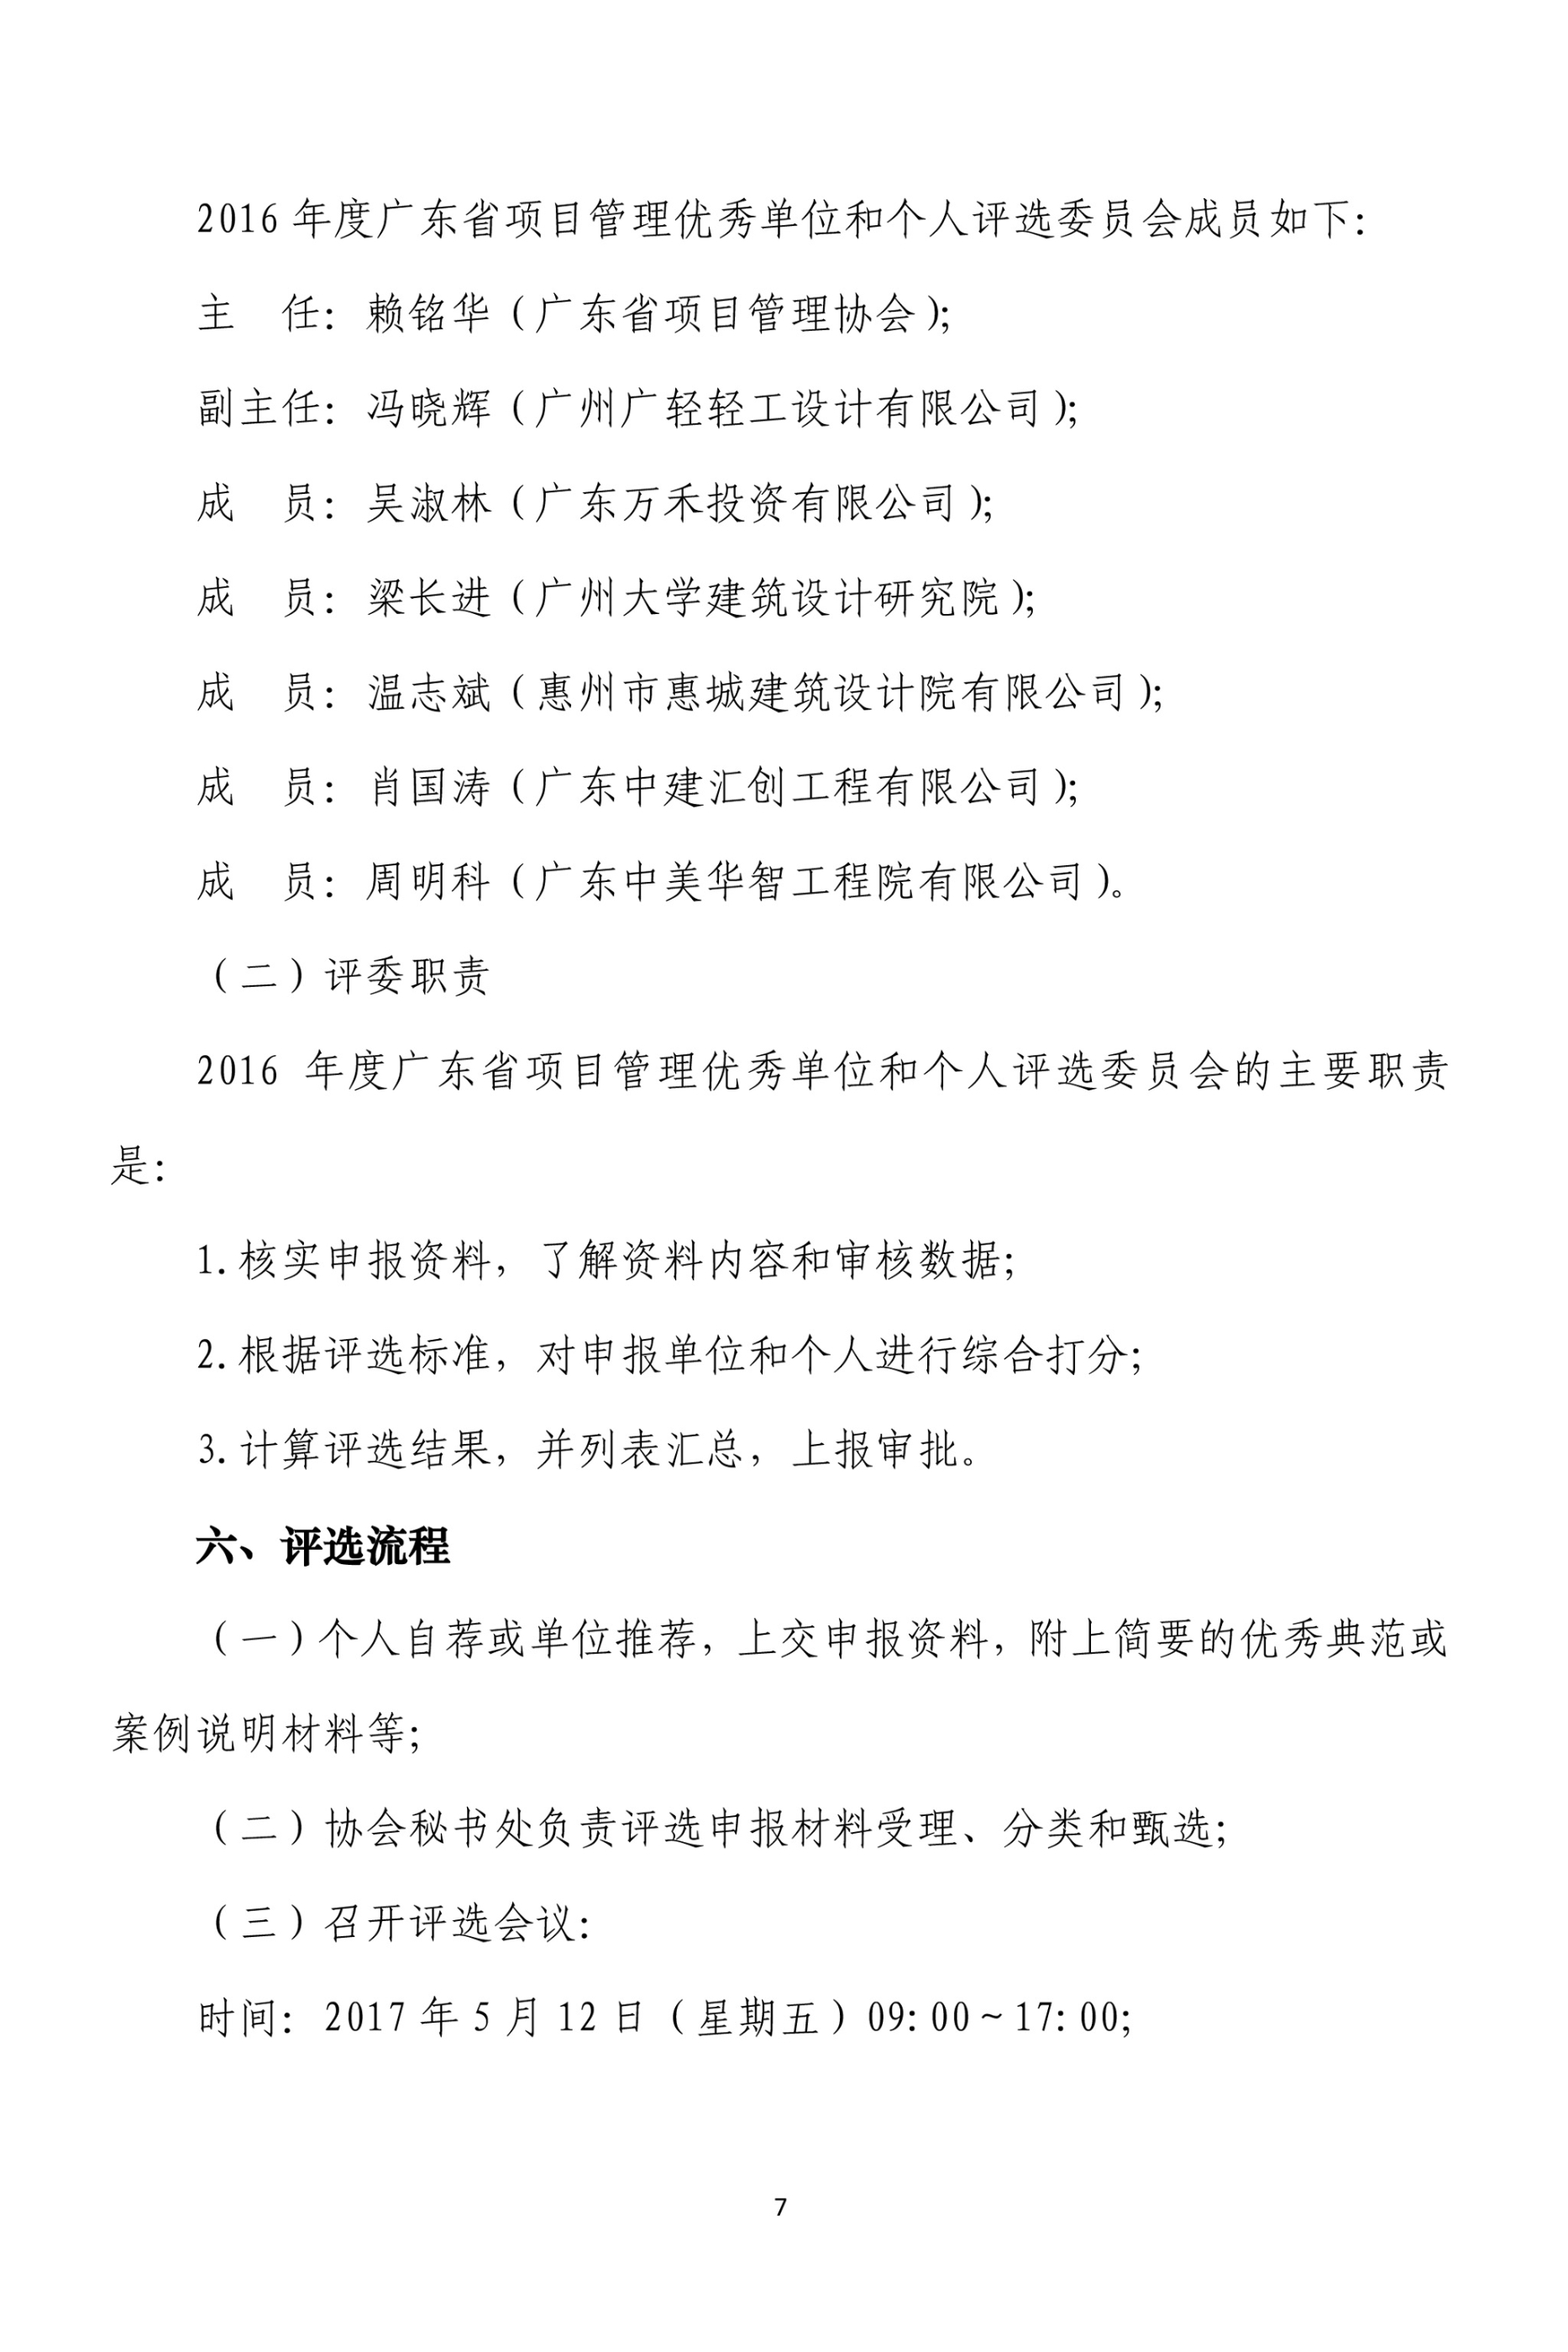 2016 年度广东省项目管理优秀单位和个人评选委员会成员如下：
主　任：赖铭华（广东省项目管理协会）；
副主任：冯晓辉（广州广轻轻工设计有限公司）；
成　员：吴淑林（广东万禾投资有限公司）；
成　员：梁长进（广州大学建筑设计研究院）；
成　员：温志斌（惠州市惠城建筑设计院有限公司）；
成　员：肖国涛（广东中建汇创工程有限公司）；
成　员：周明科（广东中美华智工程院有限公司）。
（二）评委职责
2016 年度广东省项目管理优秀单位和个人评选委员会的主要职责
是：
1.核实申报资料，了解资料内容和审核数据；
2.根据评选标准，对申报单位和个人进行综合打分；
3.计算评选结果，并列表汇总，上报审批。
六、评选流程
（一）个人自荐或单位推荐，上交申报资料，附上简要的优秀典范或
案例说明材料等；
（二）协会秘书处负责评选申报材料受理、分类和甄选；
（三）召开评选会议：
时间：2017 年 5 月 12 日（星期五）09:00～17:00；
7